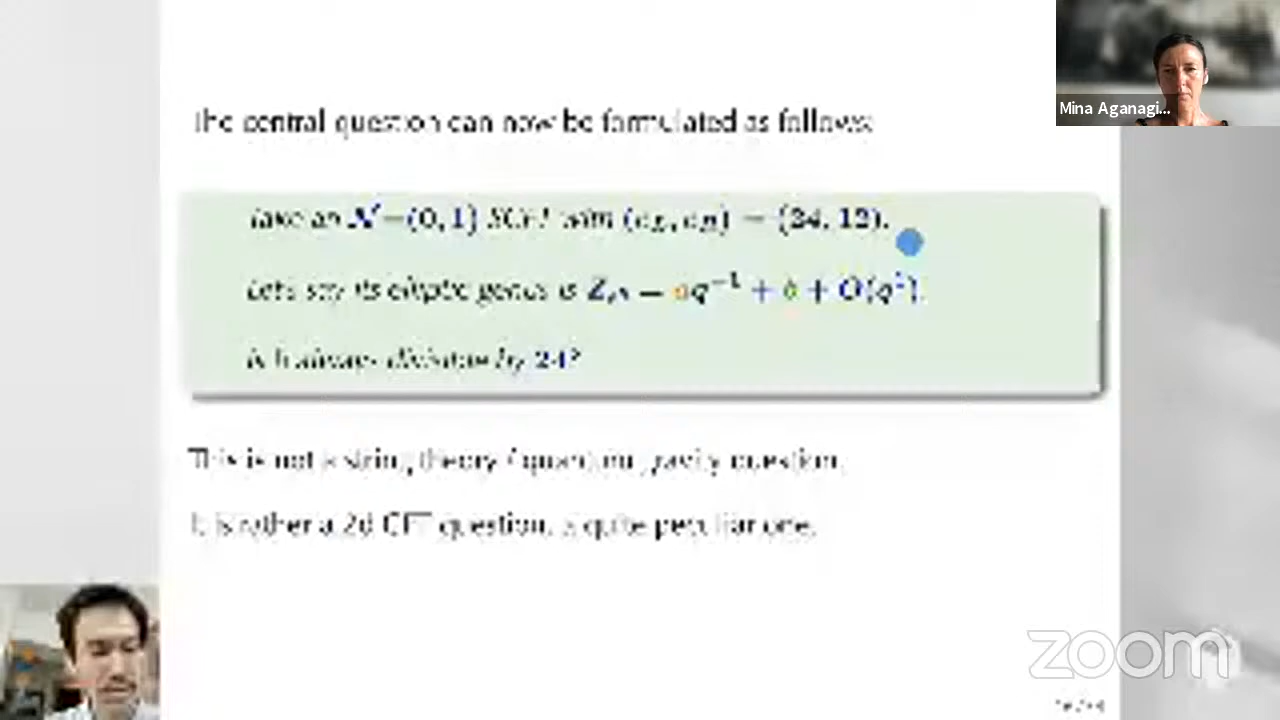 The central question can now be formulated as follows:
Take an N=(0,1) SCFT with (c_L, c_R) = (24, 12).
Let's say its elliptic genus is Z_ell = aq^{-1} + b + O(q^1).
Is b always divisible by 24?
This is not a string theory / quantum gravity question.
It is rather a 2d CFT question, a quite peculiar one.
Mina Aganagi...
zoom